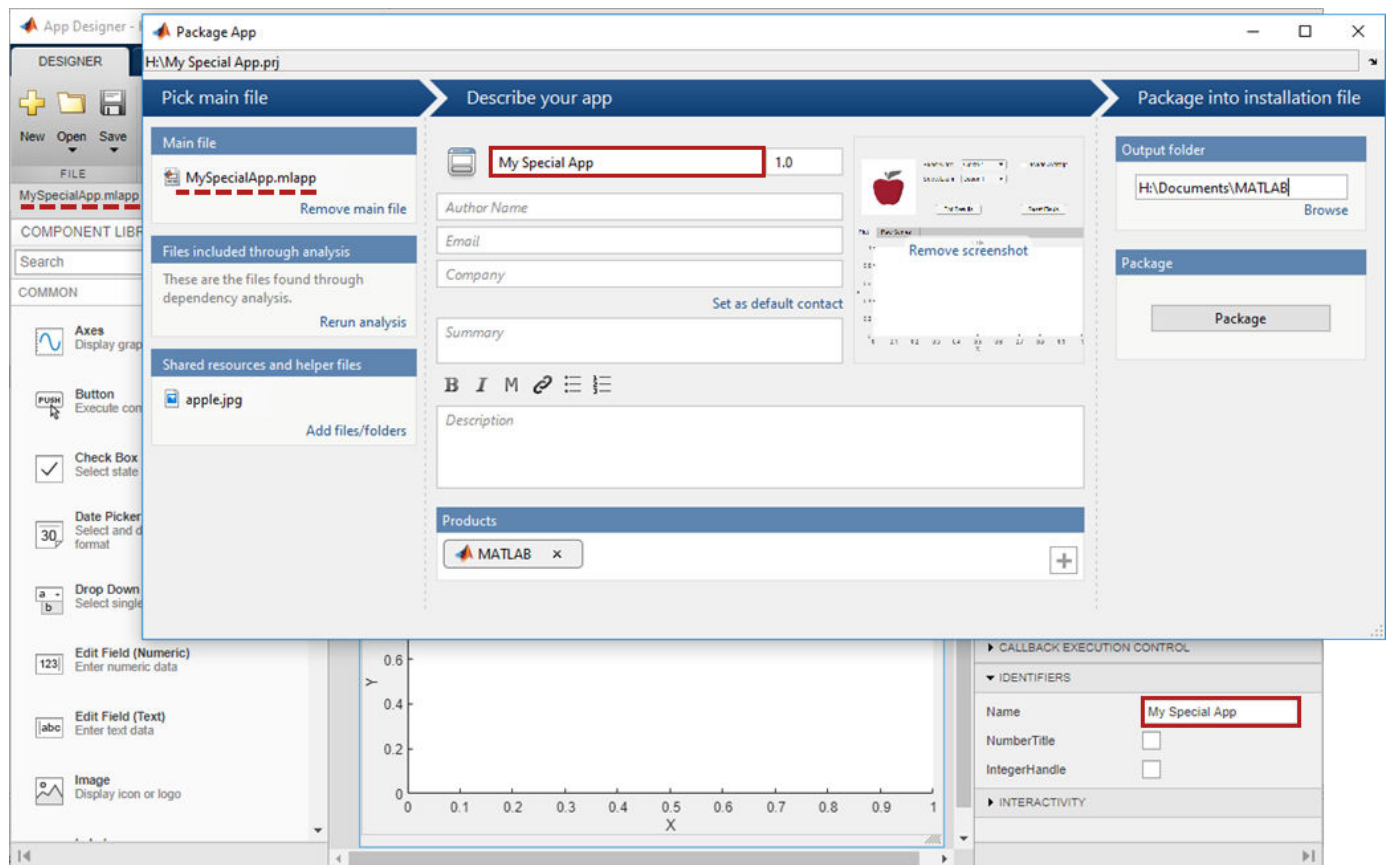 App Designer -
Package App
DESIGNER
H:\My Special App.prj
Pick main file
Describe your app
Package into installation file
New Open Save
FILE
MySpecialApp.mlapp
COMPONENT LIBR
Search
COMMON
Axes
Display grap
Button
PUSH
Execute con
Check Box
Select state
Date Picker
30
Select and d
format
Drop Down
a
b
Select single
Edit Field (Numeric)
123
Enter numeric data
Edit Field (Text)
abc
Enter text data
Image
Display icon or logo
Main file
MySpecialApp.mlapp
Remove main file
Files included through analysis
These are the files found through
dependency analysis.
Rerun analysis
Shared resources and helper files
apple.jpg
Add files/folders
My Special App
1.0
Author Name
Email
Company
Set as default contact
Summary
B I M
Description
Remove screenshot
Products
MATLAB ×
Output folder
H:\Documents\MATLAB
Browse
Package
Package
0.6
Y
0.4
0.2
0
0 0.1 0.2 0.3 0.4 0.5 0.6 0.7 0.8 0.9 1
X
CALLBACK EXECUTION CONTROL
IDENTIFIERS
Name My Special App
NumberTitle
IntegerHandle
INTERACTIVITY